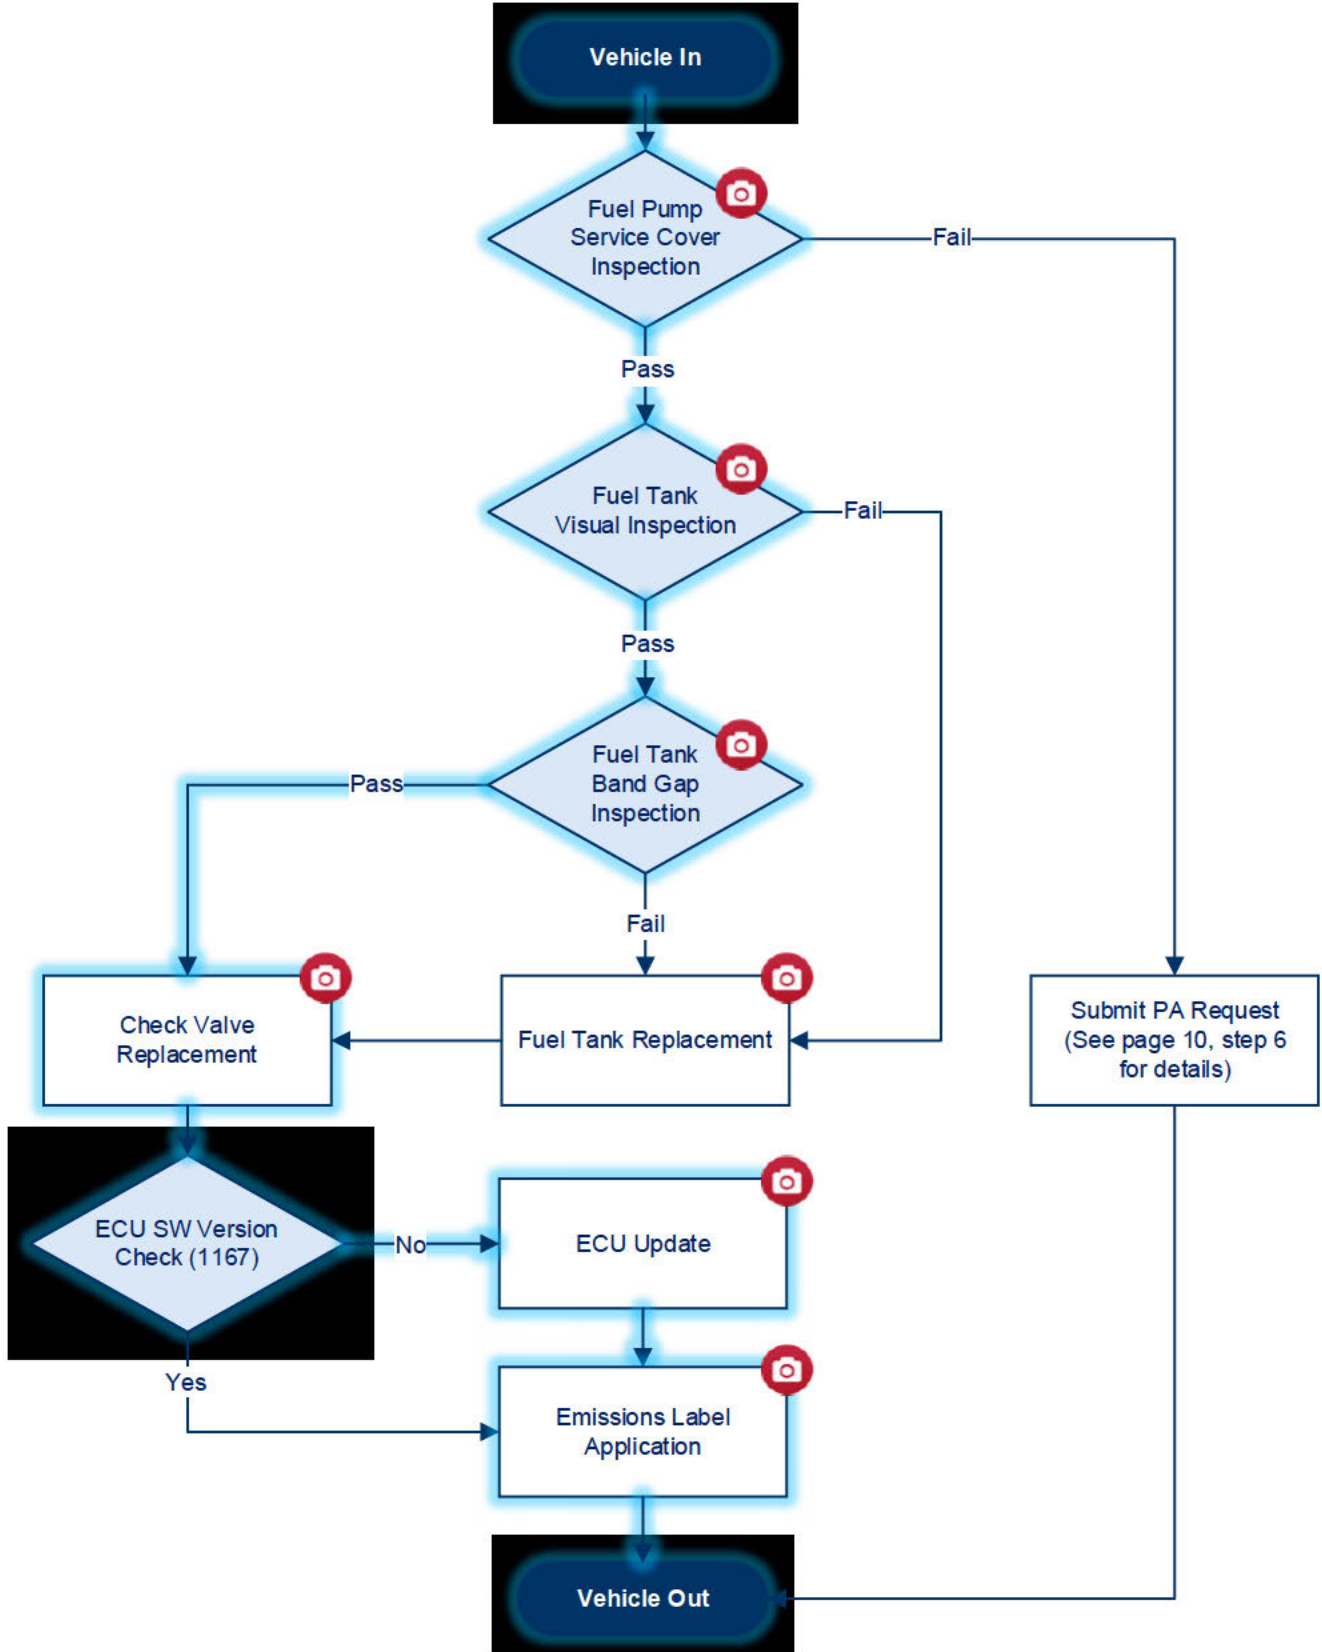 Vehicle In
Fuel Pump
Service Cover
Inspection
Fail
Pass
Fuel Tank
Visual Inspection
Fail
Pass
Fuel Tank
Band Gap
Inspection
Pass
Fail
Check Valve
Replacement
Fuel Tank Replacement
Submit PA Request
(See page 10, step 6
for details)
ECU SW Version
Check (1167)
No
ECU Update
Yes
Emissions Label
Application
Vehicle Out